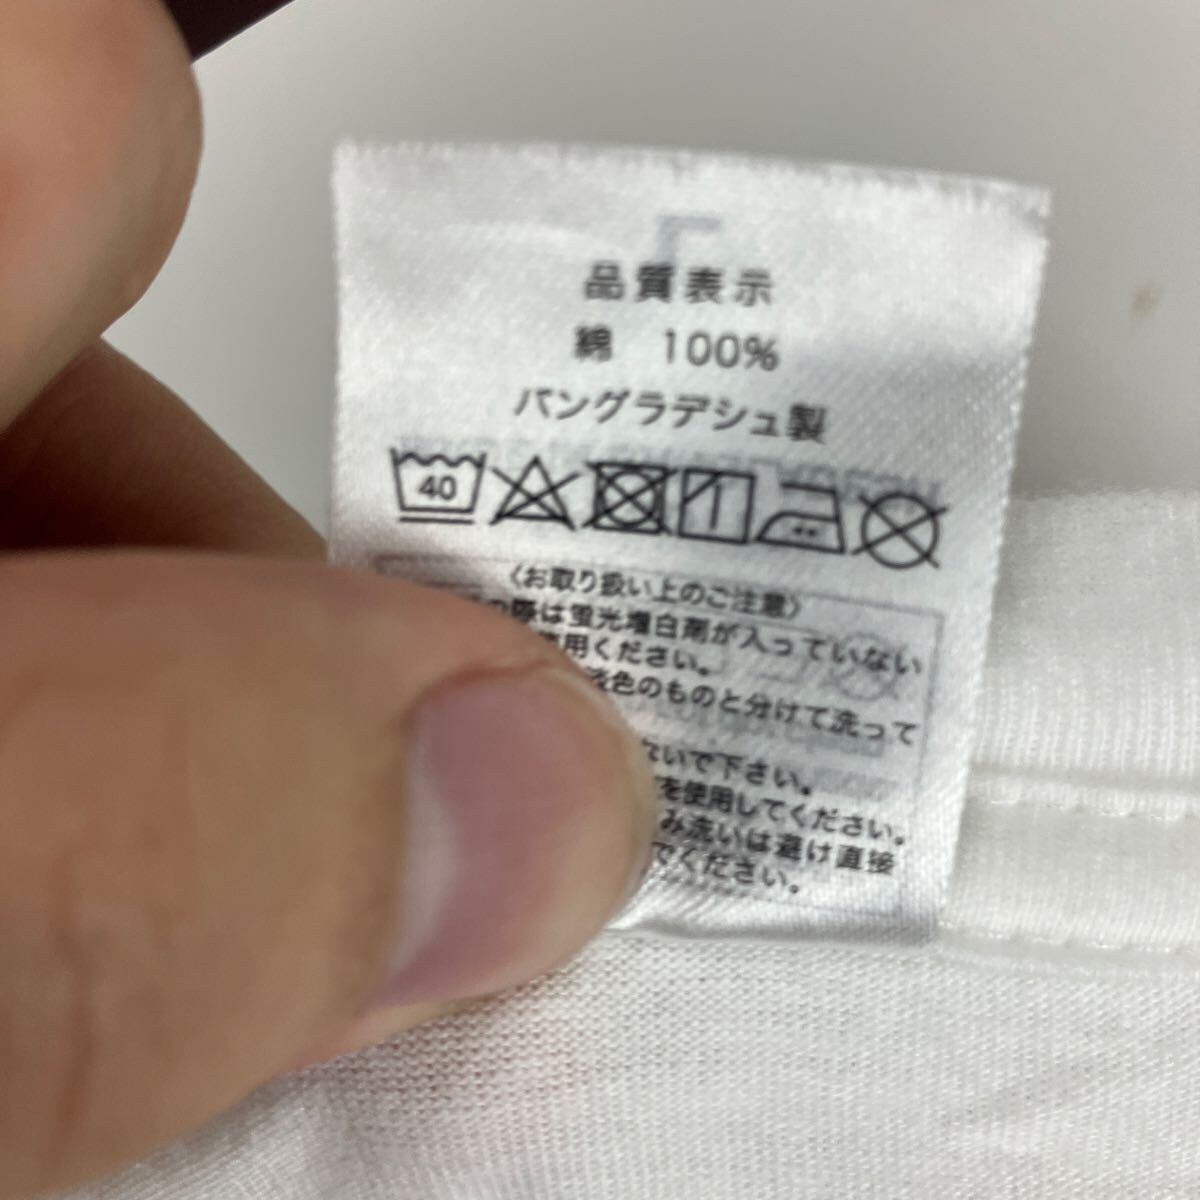 品質表示
綿 100%
バングラデシュ製
40
〈お取り扱い上のご注意〉
の際は蛍光増白剤が入っていない
使用ください。
淡色のものと分けて洗って
ないで下さい。
を使用してください。
み洗いは避け直接
でください。